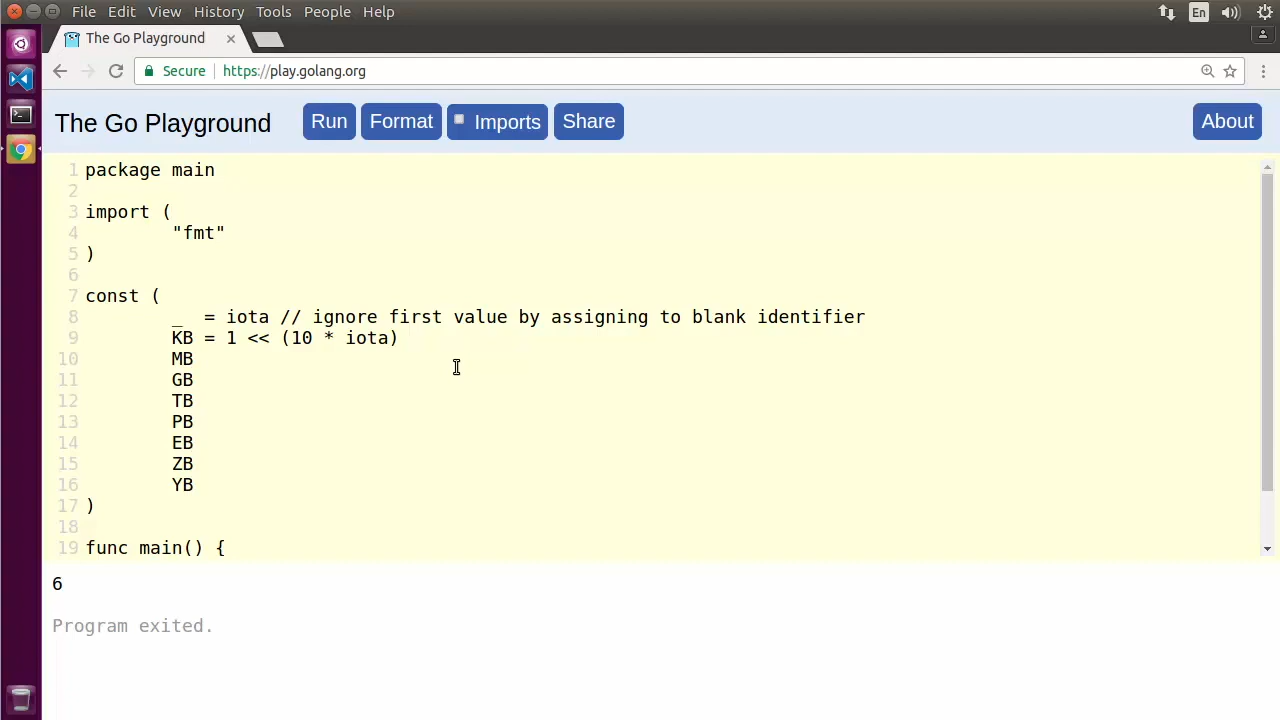 File Edit View History Tools People Help
En
The Go Playground
Secure https://play.golang.org
The Go Playground Run Format Imports Share About
1 package main
2
3 import (
4 "fmt"
5 )
6
7 const (
8 _ = iota // ignore first value by assigning to blank identifier
9 KB = 1 << (10 * iota)
10 MB
11 GB
12 TB
13 PB
14 EB
15 ZB
16 YB
17 )
18
19 func main() {
6
Program exited.